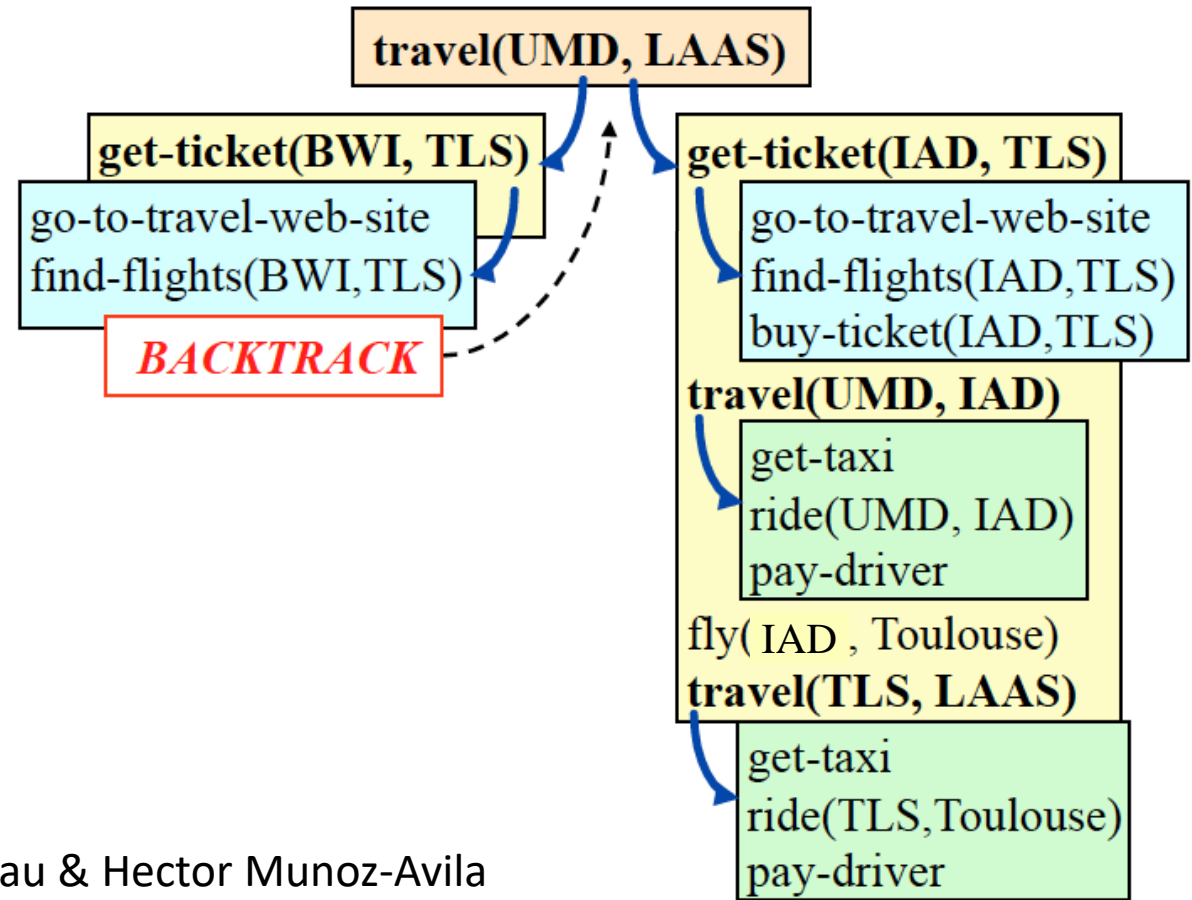 travel(UMD, LAAS)
get-ticket(BWI, TLS)
go-to-travel-web-site
find-flights(BWI,TLS)
BACKTRACK
get-ticket(IAD, TLS)
go-to-travel-web-site
find-flights(IAD,TLS)
buy-ticket(IAD,TLS)
travel(UMD, IAD)
get-taxi
ride(UMD, IAD)
pay-driver
fly( IAD , Toulouse)
travel(TLS, LAAS)
get-taxi
ride(TLS,Toulouse)
pay-driver
au & Hector Munoz-Avila